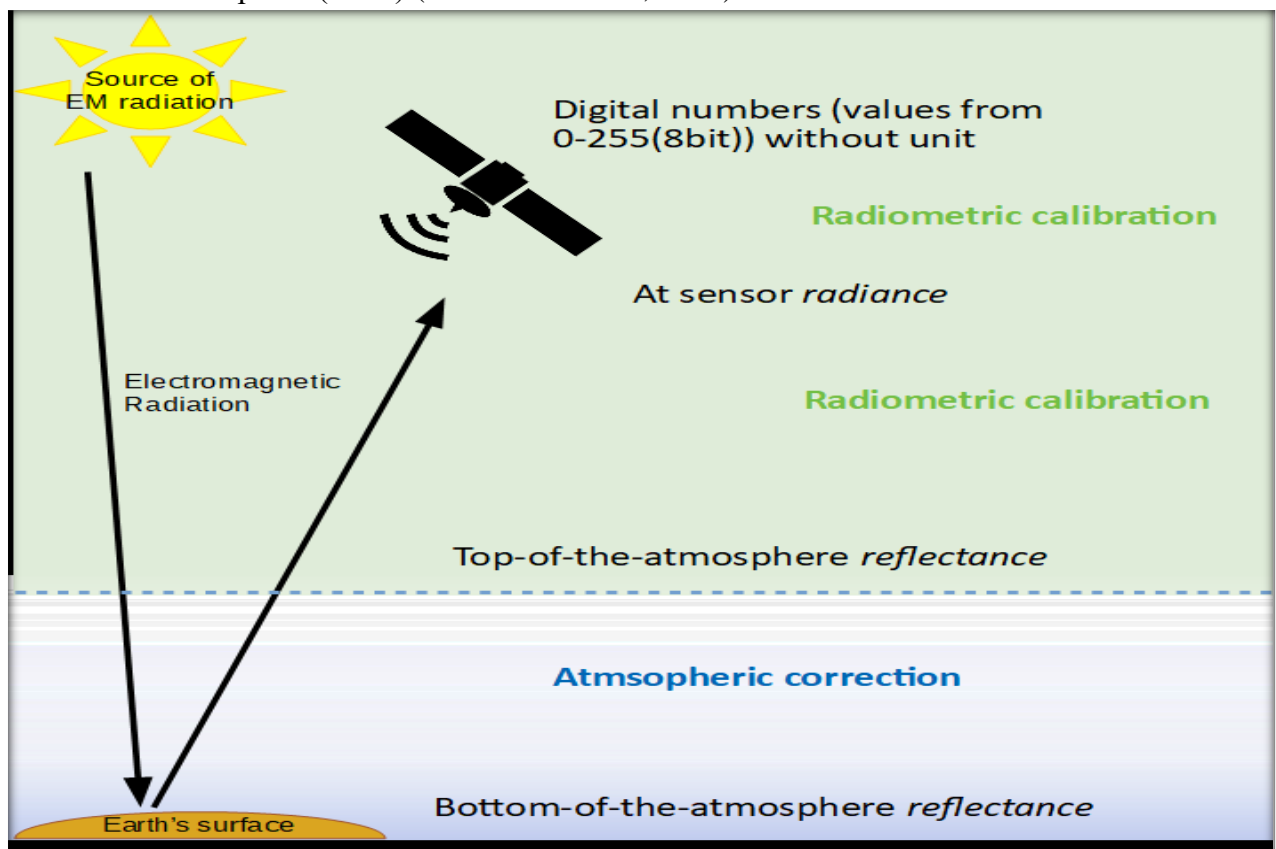 Source of
EM radiation
Digital numbers (values from
0-255(8bit)) without unit
Radiometric calibration
At sensor radiance
Electromagnetic
Radiation
Radiometric calibration
Top-of-the-atmosphere reflectance
Atmsopheric correction
Bottom-of-the-atmosphere reflectance
Earth's surface